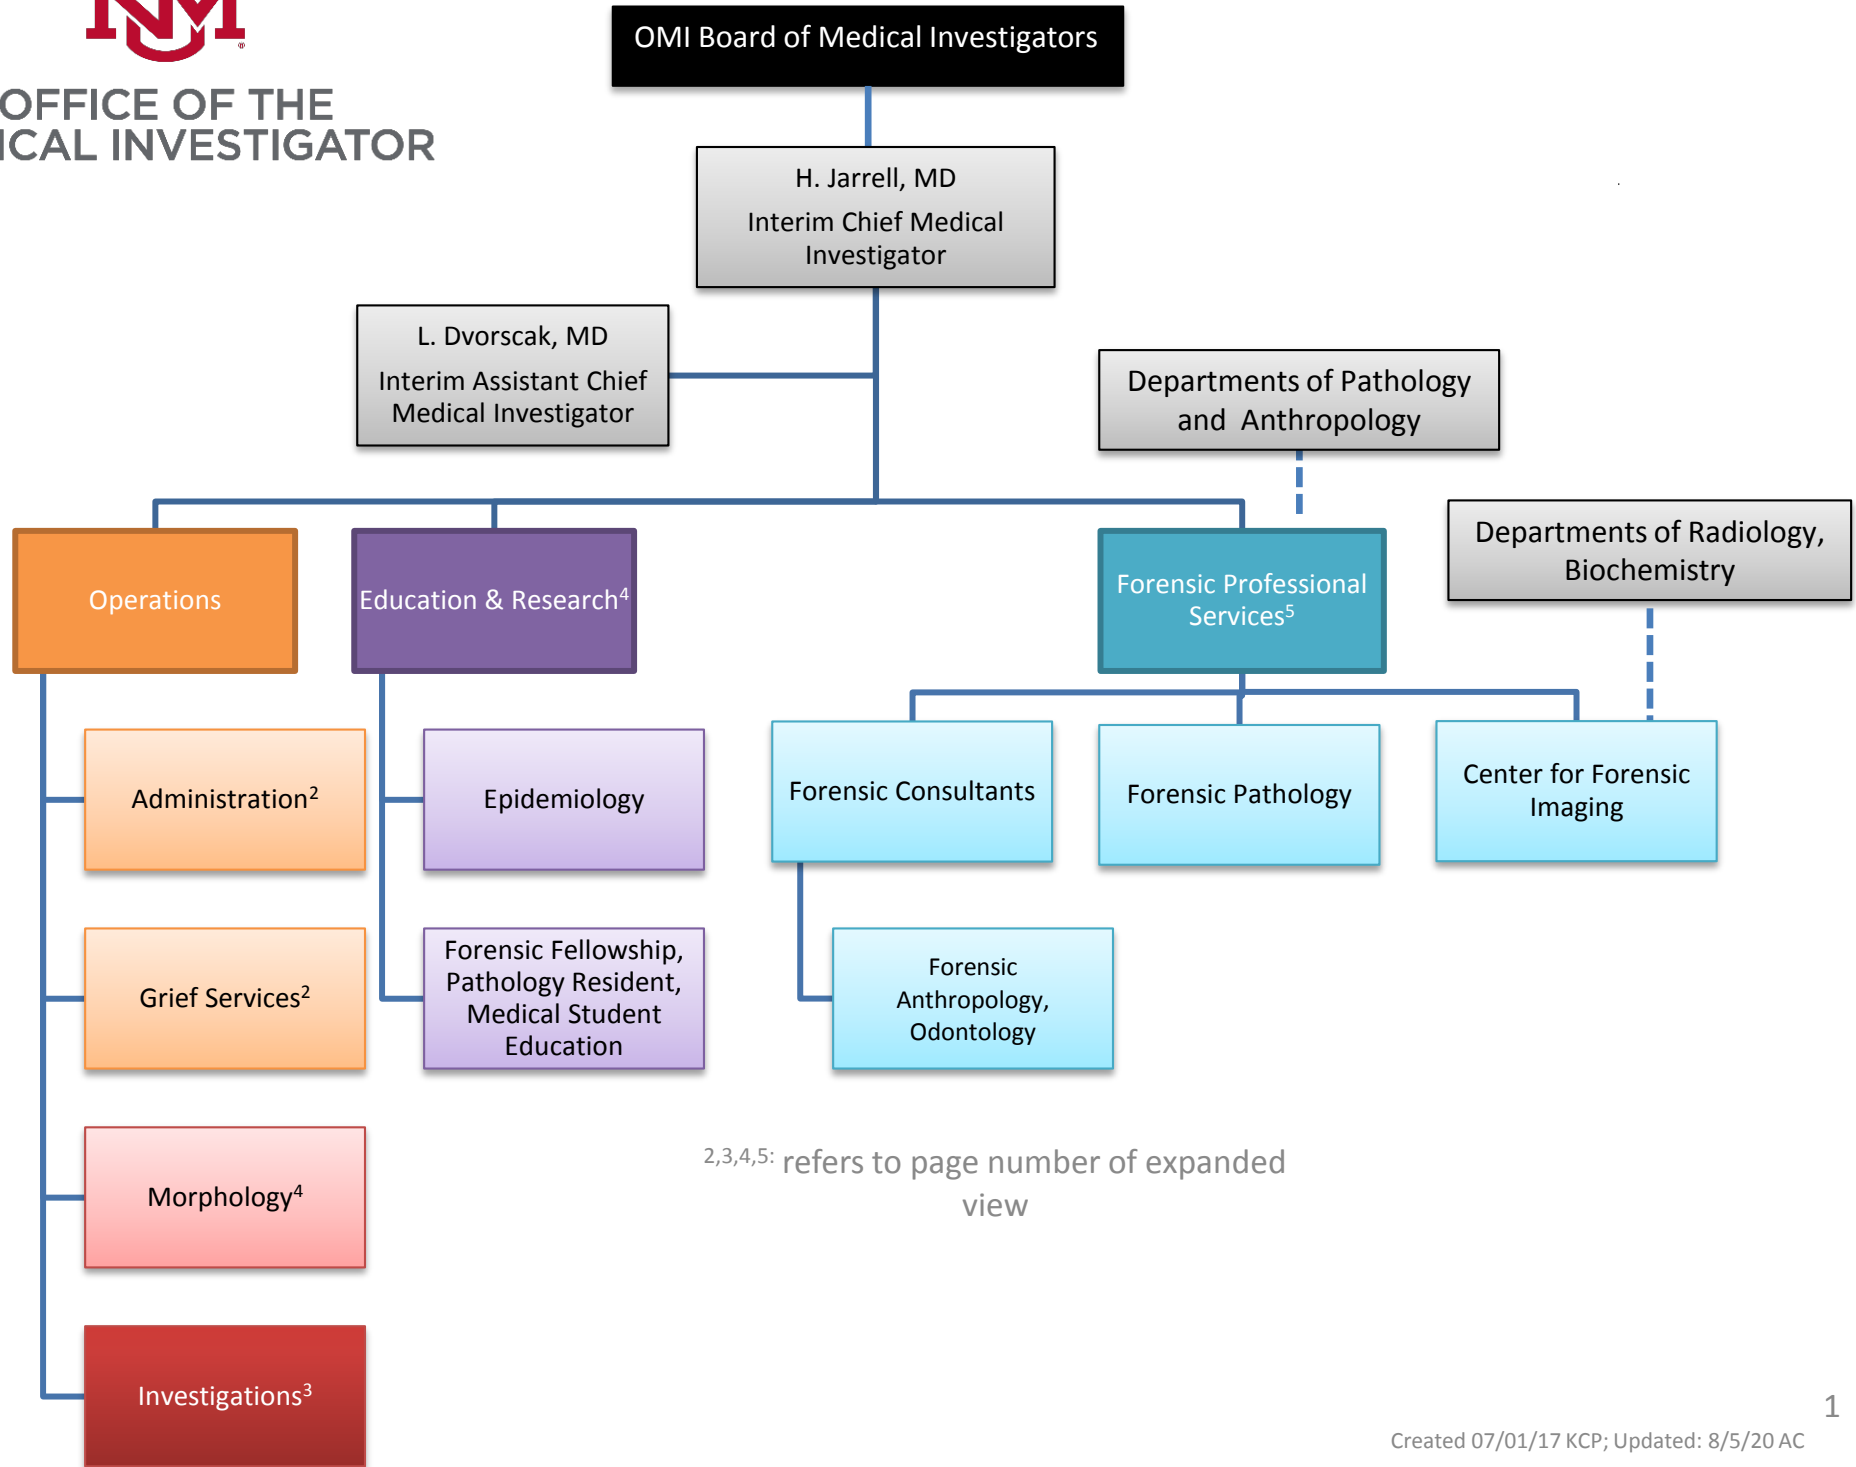 UNM
OFFICE OF THE
ICAL INVESTIGATOR
OMI Board of Medical Investigators
H. Jarrell, MD
Interim Chief Medical
Investigator
L. Dvorscak, MD
Interim Assistant Chief
Medical Investigator
Departments of Pathology
and Anthropology
Departments of Radiology,
Biochemistry
Operations
Education & Research⁴
Forensic Professional
Services⁵
Administration²
Epidemiology
Forensic Consultants
Forensic Pathology
Center for Forensic
Imaging
Grief Services²
Forensic Fellowship,
Pathology Resident,
Medical Student
Education
Forensic
Anthropology,
Odontology
Morphology⁴
2,3,4,5: refers to page number of expanded
view
Investigations³
1
Created 07/01/17 KCP; Updated: 8/5/20 AC